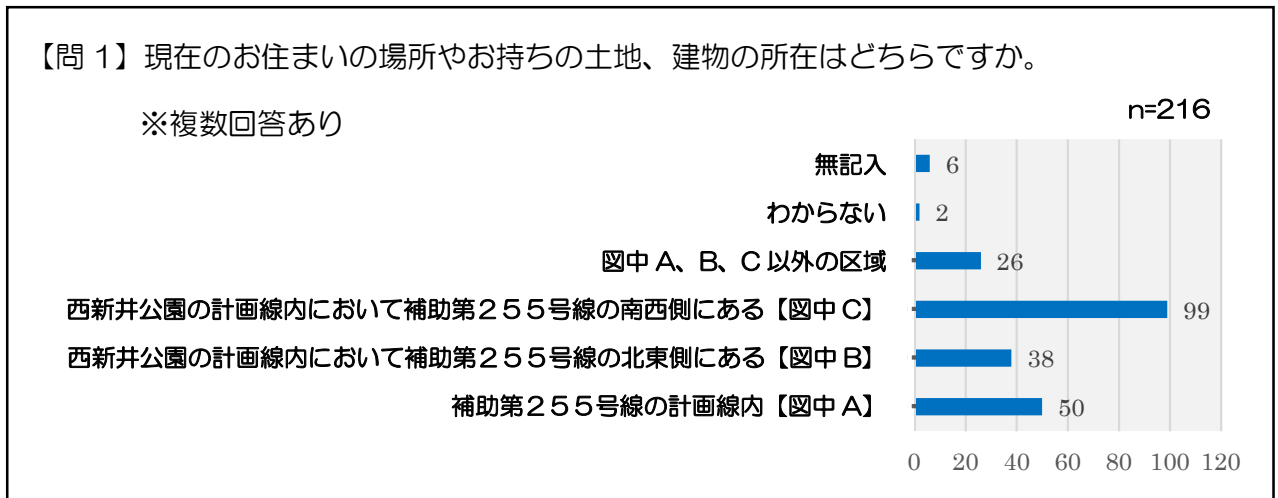 【問 1】現在のお住まいの場所やお持ちの土地、建物の所在はどちらですか。
※複数回答あり
n=216
無記入 6
わからない 2
図中 A、B、C 以外の区域 26
西新井公園の計画線内において補助第２５５号線の南西側にある【図中 C】 99
西新井公園の計画線内において補助第２５５号線の北東側にある【図中 B】 38
補助第２５５号線の計画線内【図中 A】 50
0 20 40 60 80 100 120